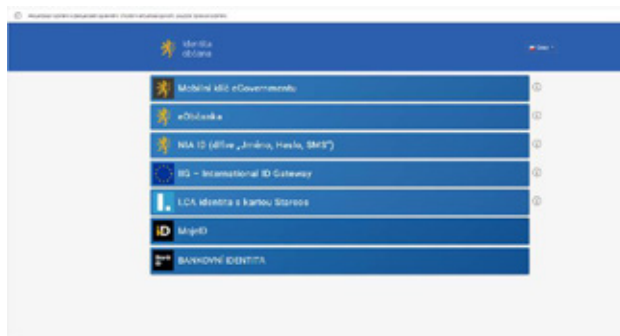 Identita
občana
Mobilní klíč eGovernmentu
eObčanka
NIA ID (dříve „Jméno, Heslo, SMS")
IIG – International ID Gateway
I.CA identita s kartou Starcos
MojeID
BANKOVNÍ IDENTITA